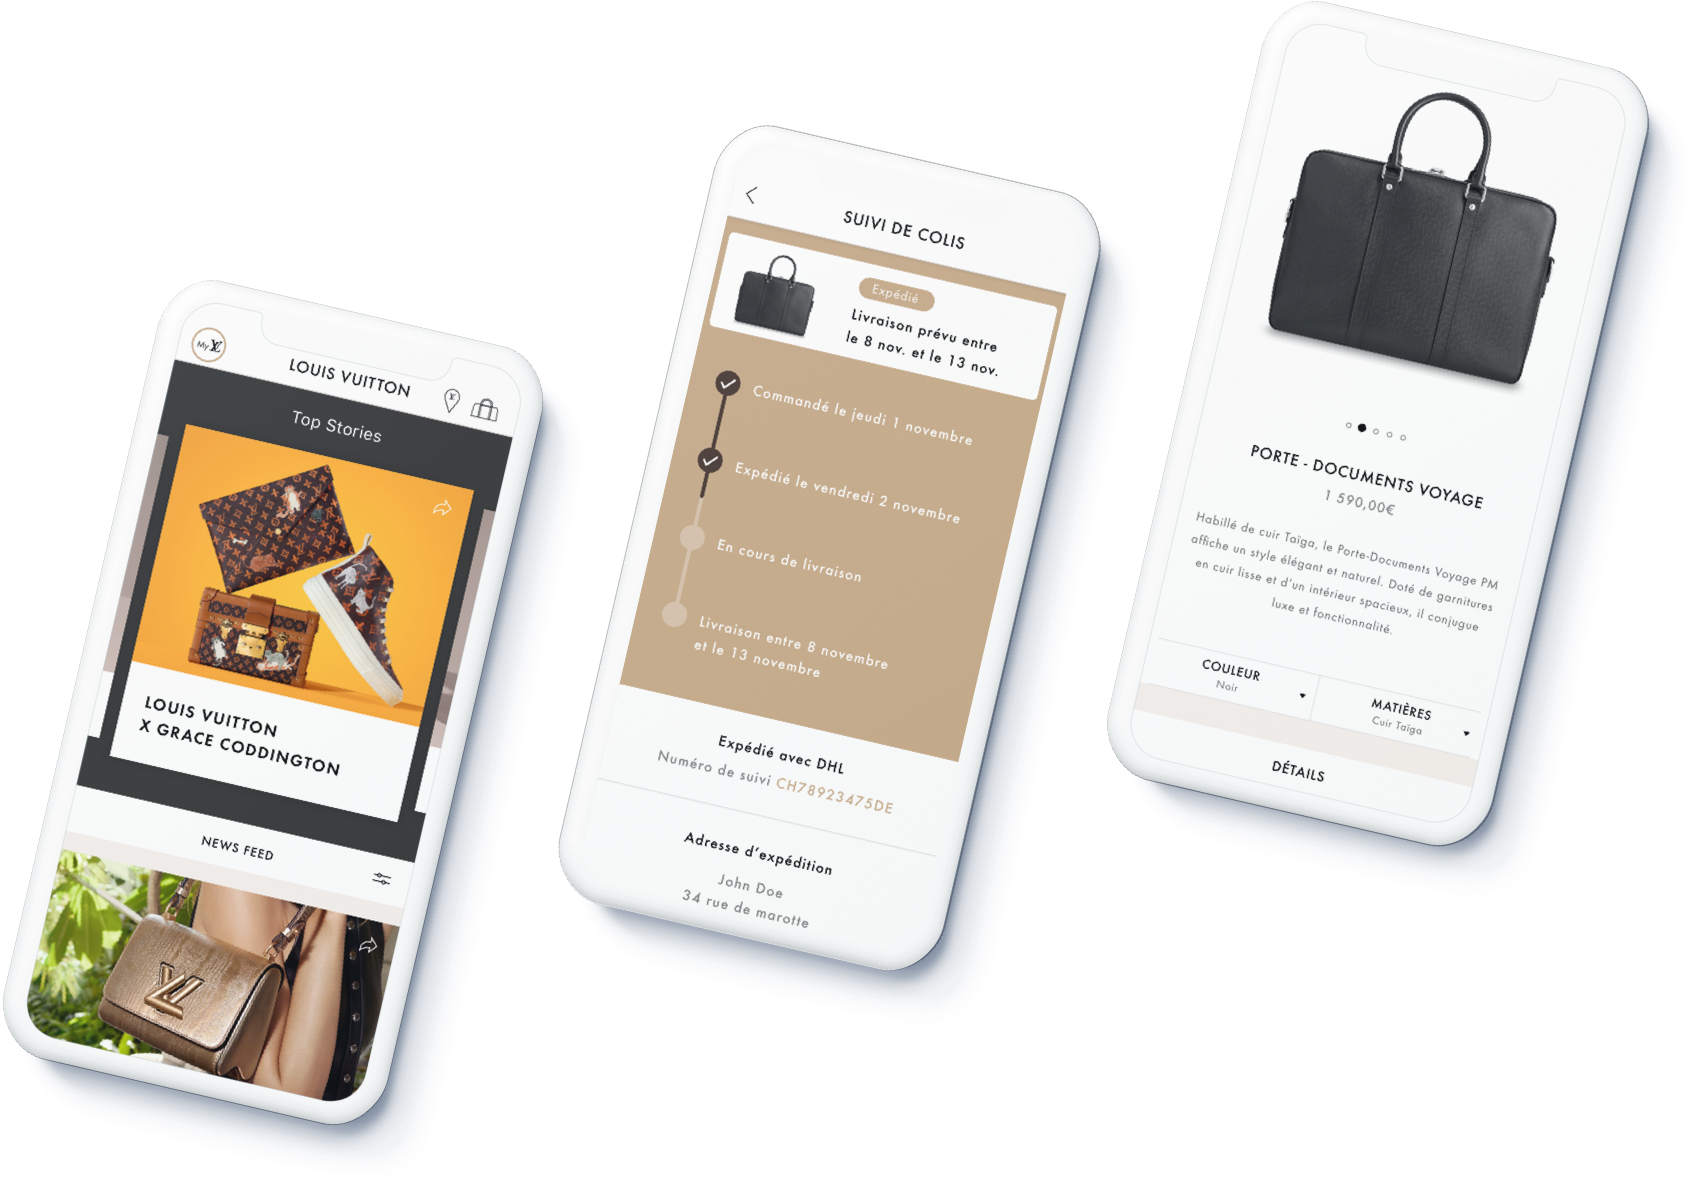 My LV
LOUIS VUITTON
Top Stories
LOUIS VUITTON
X GRACE CODDINGTON
NEWS FEED
LV
SUIVI DE COLIS
Expédié
Livraison prévu entre
le 8 nov. et le 13 nov.
Commandé le jeudi 1 novembre
Expédié le vendredi 2 novembre
En cours de livraison
Livraison entre 8 novembre
et le 13 novembre
Expédié avec DHL
Numéro de suivi CH78923475DE
Adresse d'expédition
John Doe
34 rue de marotte
PORTE - DOCUMENTS VOYAGE
1 590,00€
Habillé de cuir Taïga, le Porte-Documents Voyage PM
affiche un style élégant et naturel. Doté de garnitures
en cuir lisse et d'un intérieur spacieux, il conjugue
luxe et fonctionnalité.
COULEUR
Noir
MATIÈRES
Cuir Taïga
DÉTAILS